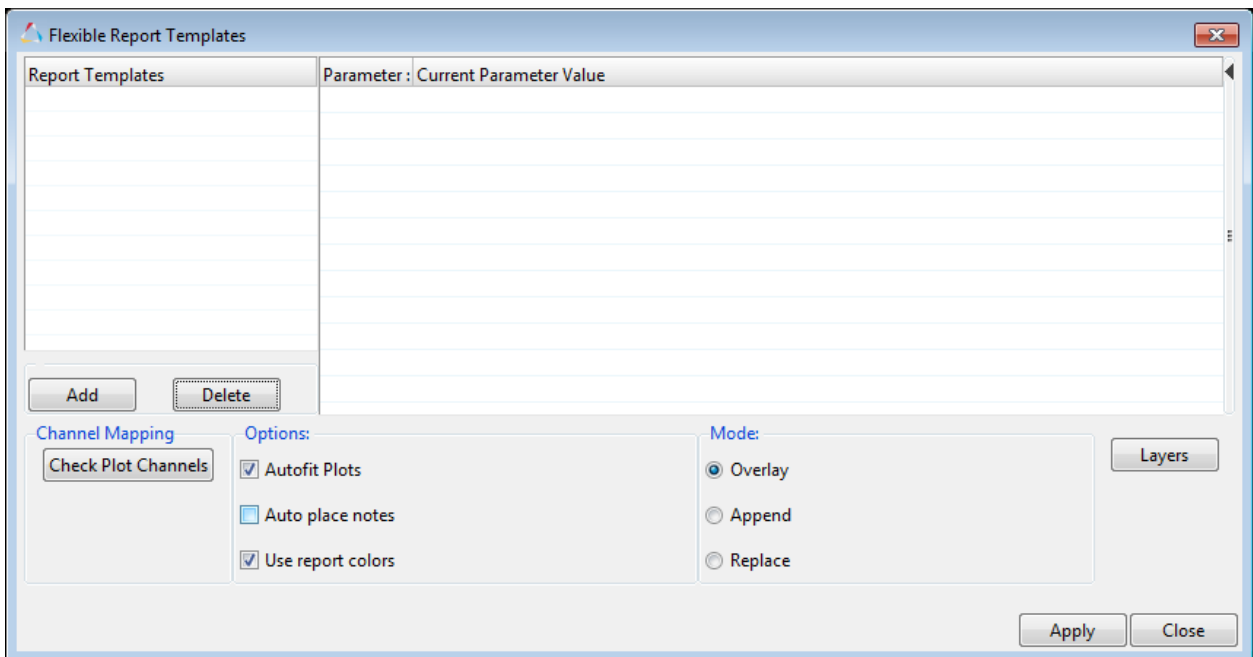 Flexible Report Templates
Report Templates
Parameter : Current Parameter Value
Add Delete
Channel Mapping
Check Plot Channels
Options:
Autofit Plots
Auto place notes
Use report colors
Mode:
Overlay
Append
Replace
Layers
Apply Close